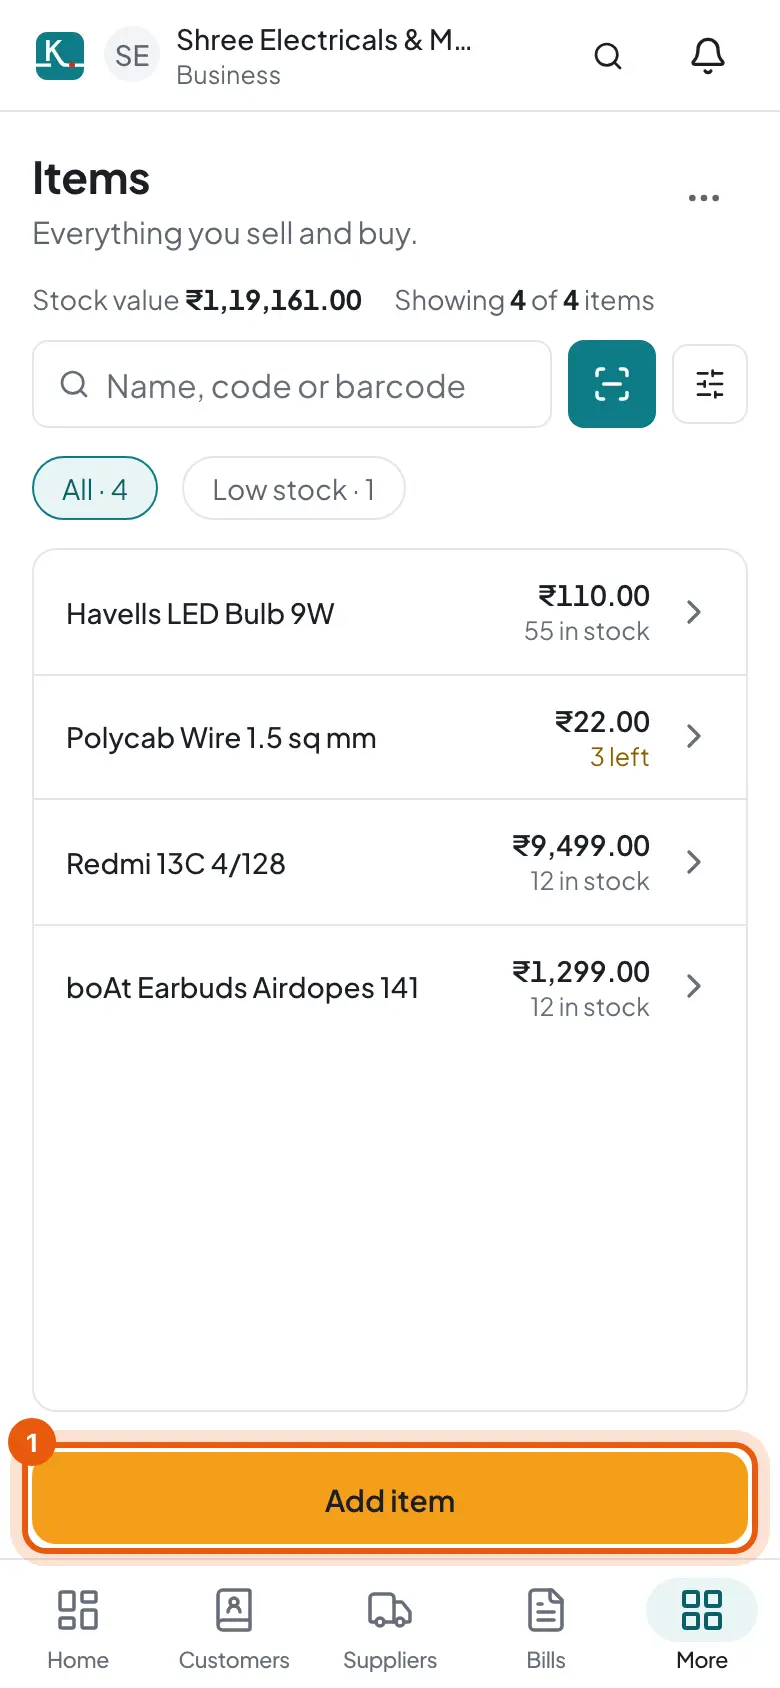 K.
SE
Shree Electricals & M...
Business
Items
Everything you sell and buy.
Stock value ₹1,19,161.00 Showing 4 of 4 items
Name, code or barcode
All · 4
Low stock · 1
Havells LED Bulb 9W
₹110.00
55 in stock
Polycab Wire 1.5 sq mm
₹22.00
3 left
Redmi 13C 4/128
₹9,499.00
12 in stock
boAt Earbuds Airdopes 141
₹1,299.00
12 in stock
1
Add item
Home
Customers
Suppliers
Bills
More